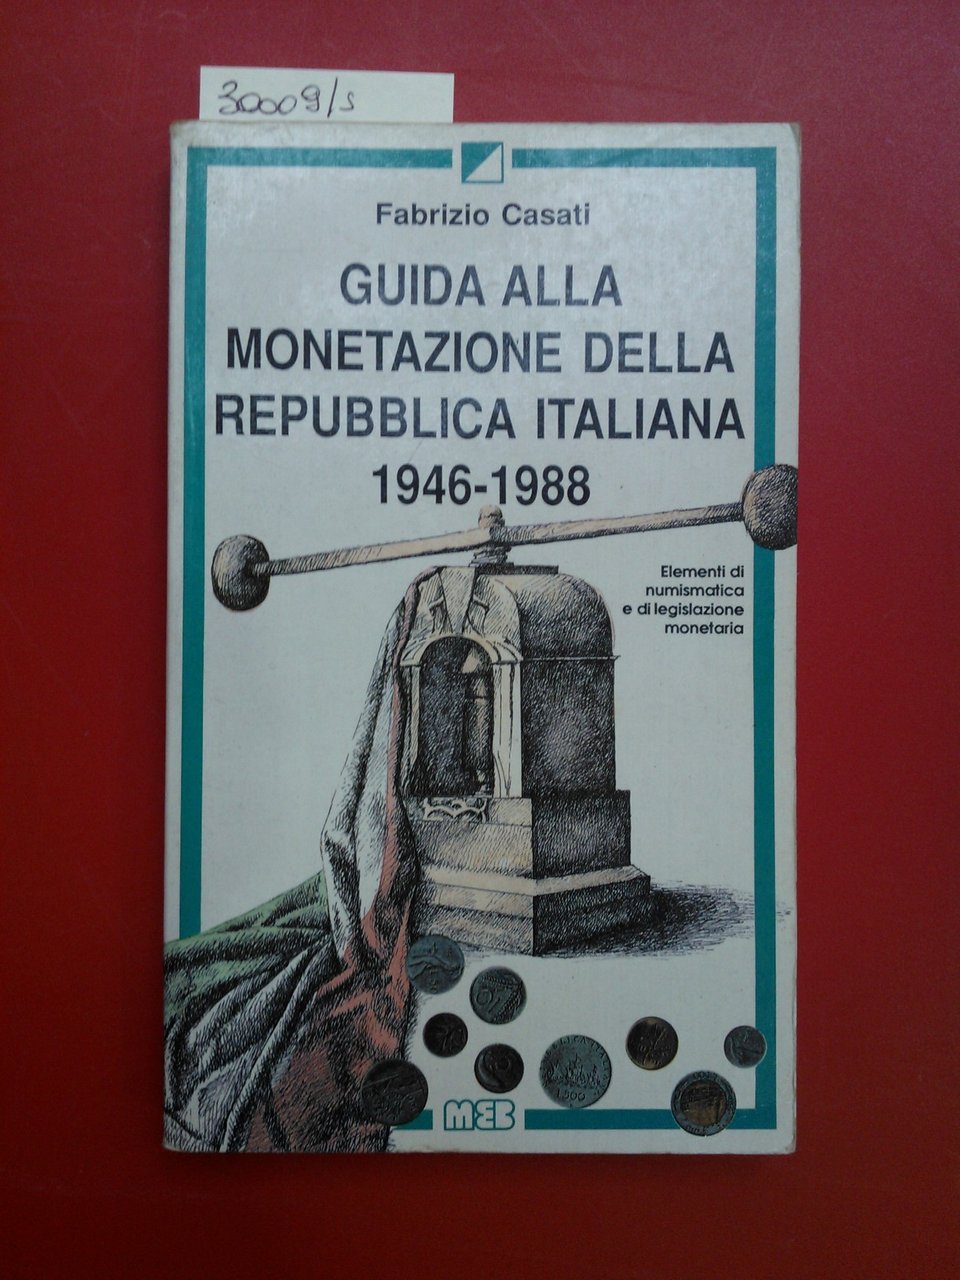 30009/s
Fabrizio Casati
GUIDA ALLA
MONETAZIONE DELLA
REPUBBLICA ITALIANA
1946-1988
Elementi di
numismatica
e di legislazione
monetaria
MEB